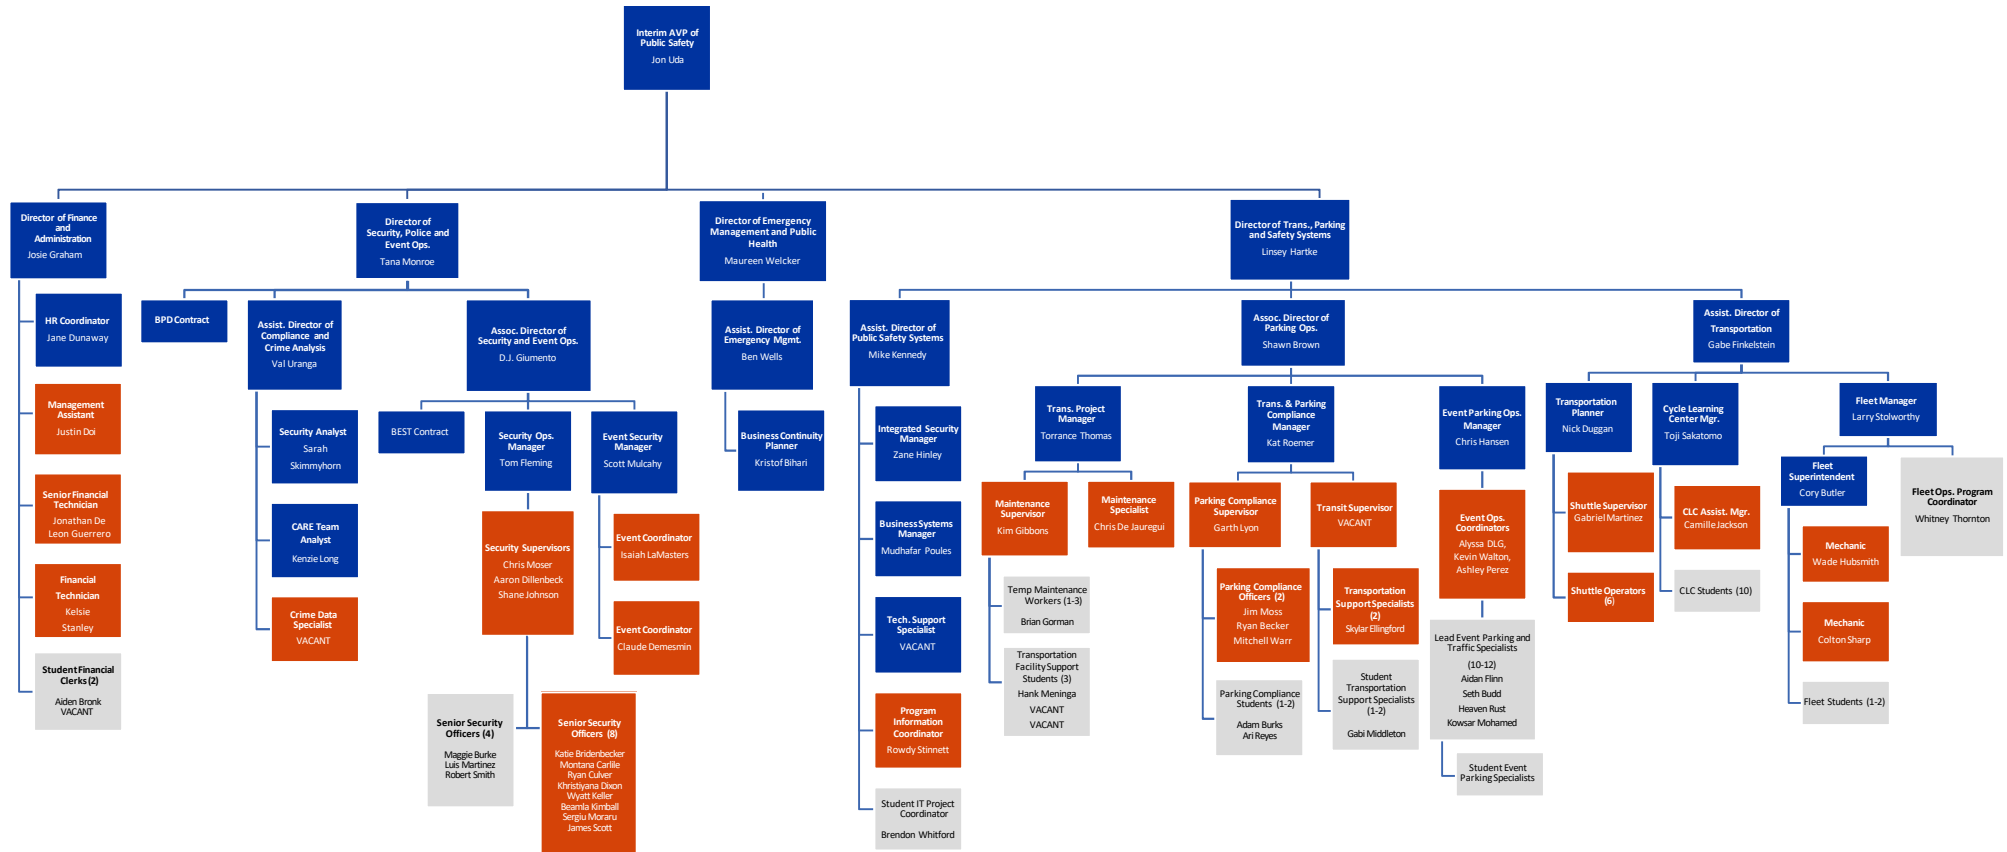 Interim AVP of
Public Safety
Jon Uda
Director of Finance
and
Administration
Josie Graham
Director of
Security, Police and
Event Ops.
Tana Monroe
Director of Emergency
Management and Public
Health
Maureen Welcker
Director of Trans., Parking
and Safety Systems
Linsey Hartke
HR Coordinator
Jane Dunaway
Management
Assistant
Justin Doi
Senior Financial
Technician
Jonathan De
Leon Guerrero
Financial
Technician
Kelsie
Stanley
Student Financial
Clerks (2)
Aiden Bronk
VACANT
BPD Contract
Assist. Director of
Compliance and
Crime Analysis
Val Uranga
Security Analyst
Sarah
Skimmyhorn
CARE Team
Analyst
Kenzie Long
Crime Data
Specialist
VACANT
Assoc. Director of
Security and Event Ops.
D.J. Giumento
BEST Contract
Security Ops.
Manager
Tom Fleming
Security Supervisors
Chris Moser
Aaron Dillenbeck
Shane Johnson
Senior Security
Officers (4)
Maggie Burke
Luis Martinez
Robert Smith
Senior Security
Officers (8)
Katie Bridenbecker
Montana Carlile
Ryan Culver
Khristiyana Dixon
Wyatt Keller
Beamla Kimball
Sergiu Moraru
James Scott
Event Security
Manager
Scott Mulcahy
Event Coordinator
Isaiah LaMasters
Event Coordinator
Claude Demesmin
Assist. Director of
Emergency Mgmt.
Ben Wells
Business Continuity
Planner
Kristof Bihari
Assist. Director of
Public Safety Systems
Mike Kennedy
Integrated Security
Manager
Zane Hinley
Business Systems
Manager
Mudhafar Poules
Tech. Support
Specialist
VACANT
Program
Information
Coordinator
Rowdy Stinnett
Student IT Project
Coordinator
Brendon Whitford
Assoc. Director of
Parking Ops.
Shawn Brown
Trans. Project
Manager
Torrance Thomas
Maintenance
Supervisor
Kim Gibbons
Temp Maintenance
Workers (1-3)
Brian Gorman
Transportation
Facility Support
Students (3)
Hank Meninga
VACANT
VACANT
Maintenance
Specialist
Chris De Jauregui
Trans. & Parking
Compliance
Manager
Kat Roemer
Parking Compliance
Supervisor
Garth Lyon
Parking Compliance
Officers (2)
Jim Moss
Ryan Becker
Mitchell Warr
Parking Compliance
Students (1-2)
Adam Burks
Ari Reyes
Transit Supervisor
VACANT
Transportation
Support Specialists
(2)
Skylar Ellingford
Student
Transportation
Support Specialists
(1-2)
Gabi Middleton
Event Parking Ops.
Manager
Chris Hansen
Event Ops.
Coordinators
Alyssa DLG,
Kevin Walton,
Ashley Perez
Lead Event Parking and
Traffic Specialists
(10-12)
Aidan Flinn
Seth Budd
Heaven Rust
Kowsar Mohamed
Student Event
Parking Specialists
Assist. Director of
Transportation
Gabe Finkelstein
Transportation
Planner
Nick Duggan
Shuttle Supervisor
Gabriel Martinez
Shuttle Operators
(6)
Cycle Learning
Center Mgr.
Toji Sakatomo
CLC Assist. Mgr.
Camille Jackson
CLC Students (10)
Fleet Manager
Larry Stolworthy
Fleet
Superintendent
Cory Butler
Mechanic
Wade Hubsmith
Mechanic
Colton Sharp
Fleet Students (1-2)
Fleet Ops. Program
Coordinator
Whitney Thornton